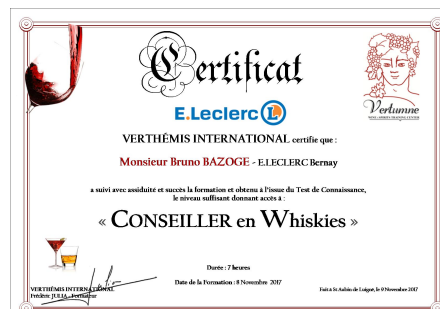 Certificat
E.Leclerc L
Vertumne
VERTHÉMIS INTERNATIONAL certifie que :
Monsieur Bruno BAZOGE - E.LECLERC Bernay
a suivi avec assiduité et succès la formation et obtenu à l'issue du Test de Connaissance,
le niveau suffisant donnant accès à :
« CONSEILLER en Whiskies »
Durée : 7 heures
Date de la Formation : 8 Novembre 2017
VERTHÉMIS INTERNATIONAL
Frédéric JULIA - Formateur
Fait à St Aubin de Luigné, le 9 Novembre 2017